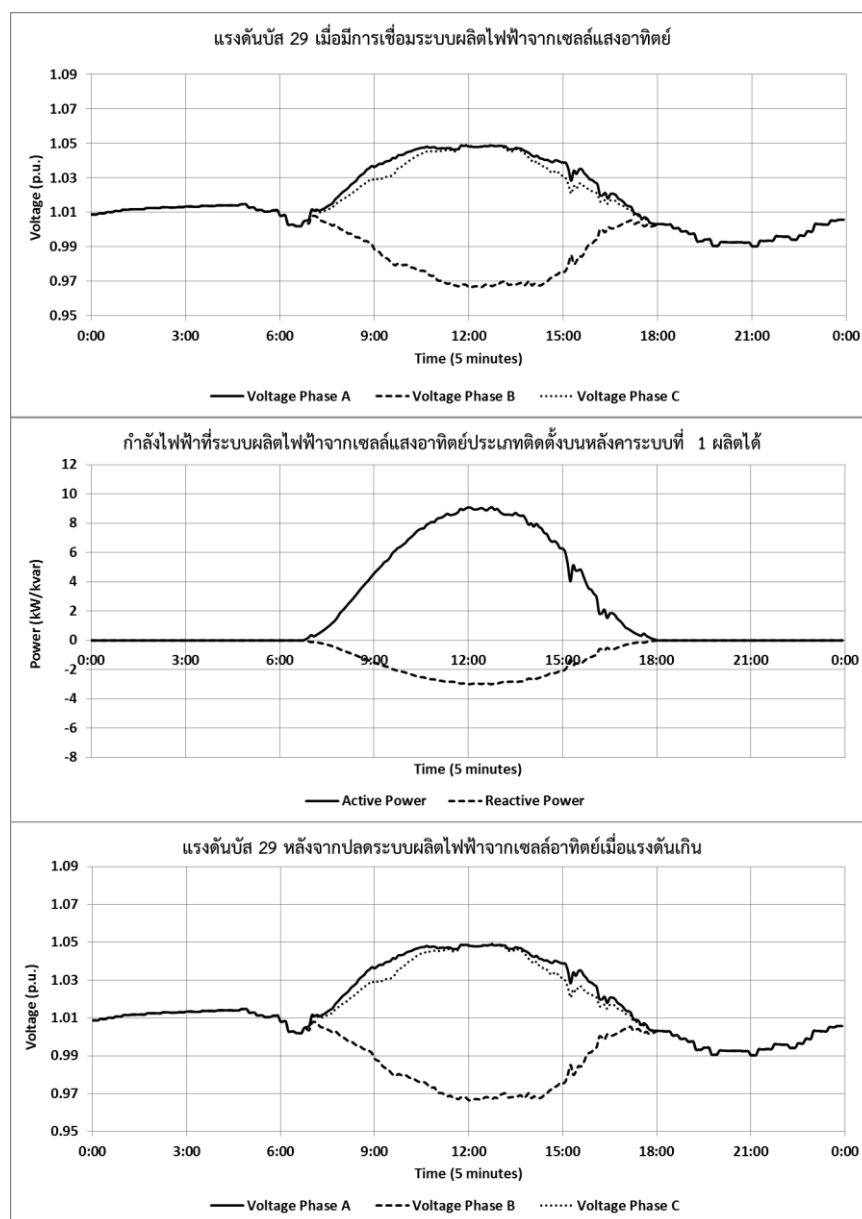 แรงดันบัส 29 เมื่อมีการเชื่อมระบบผลิตไฟฟ้าจากเซลล์แสงอาทิตย์
1.09
1.07
1.05
1.03
1.01
0.99
0.97
0.95
Voltage (p.u.)
0:00 3:00 6:00 9:00 12:00 15:00 18:00 21:00 0:00
Time (5 minutes)
Voltage Phase A Voltage Phase B Voltage Phase C
กำลังไฟฟ้าที่ระบบผลิตไฟฟ้าจากเซลล์แสงอาทิตย์ประเภทติดตั้งบนหลังคาระบบที่ 1 ผลิตได้
12
10
8
6
4
2
0
-2
-4
-6
-8
Power (kW/kvar)
0:00 3:00 6:00 9:00 12:00 15:00 18:00 21:00 0:00
Time (5 minutes)
Active Power Reactive Power
แรงดันบัส 29 หลังจากปลดระบบผลิตไฟฟ้าจากเซลล์อาทิตย์เมื่อแรงดันเกิน
1.09
1.07
1.05
1.03
1.01
0.99
0.97
0.95
Voltage (p.u.)
0:00 3:00 6:00 9:00 12:00 15:00 18:00 21:00 0:00
Time (5 minutes)
Voltage Phase A Voltage Phase B Voltage Phase C